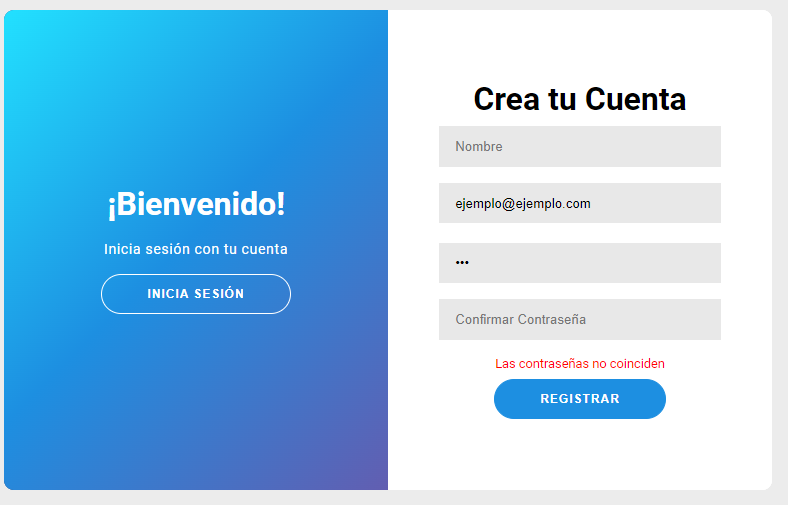 ¡Bienvenido!
Inicia sesión con tu cuenta
INICIA SESIÓN
Crea tu Cuenta
Nombre
ejemplo@ejemplo.com
•••
Confirmar Contraseña
Las contraseñas no coinciden
REGISTRAR